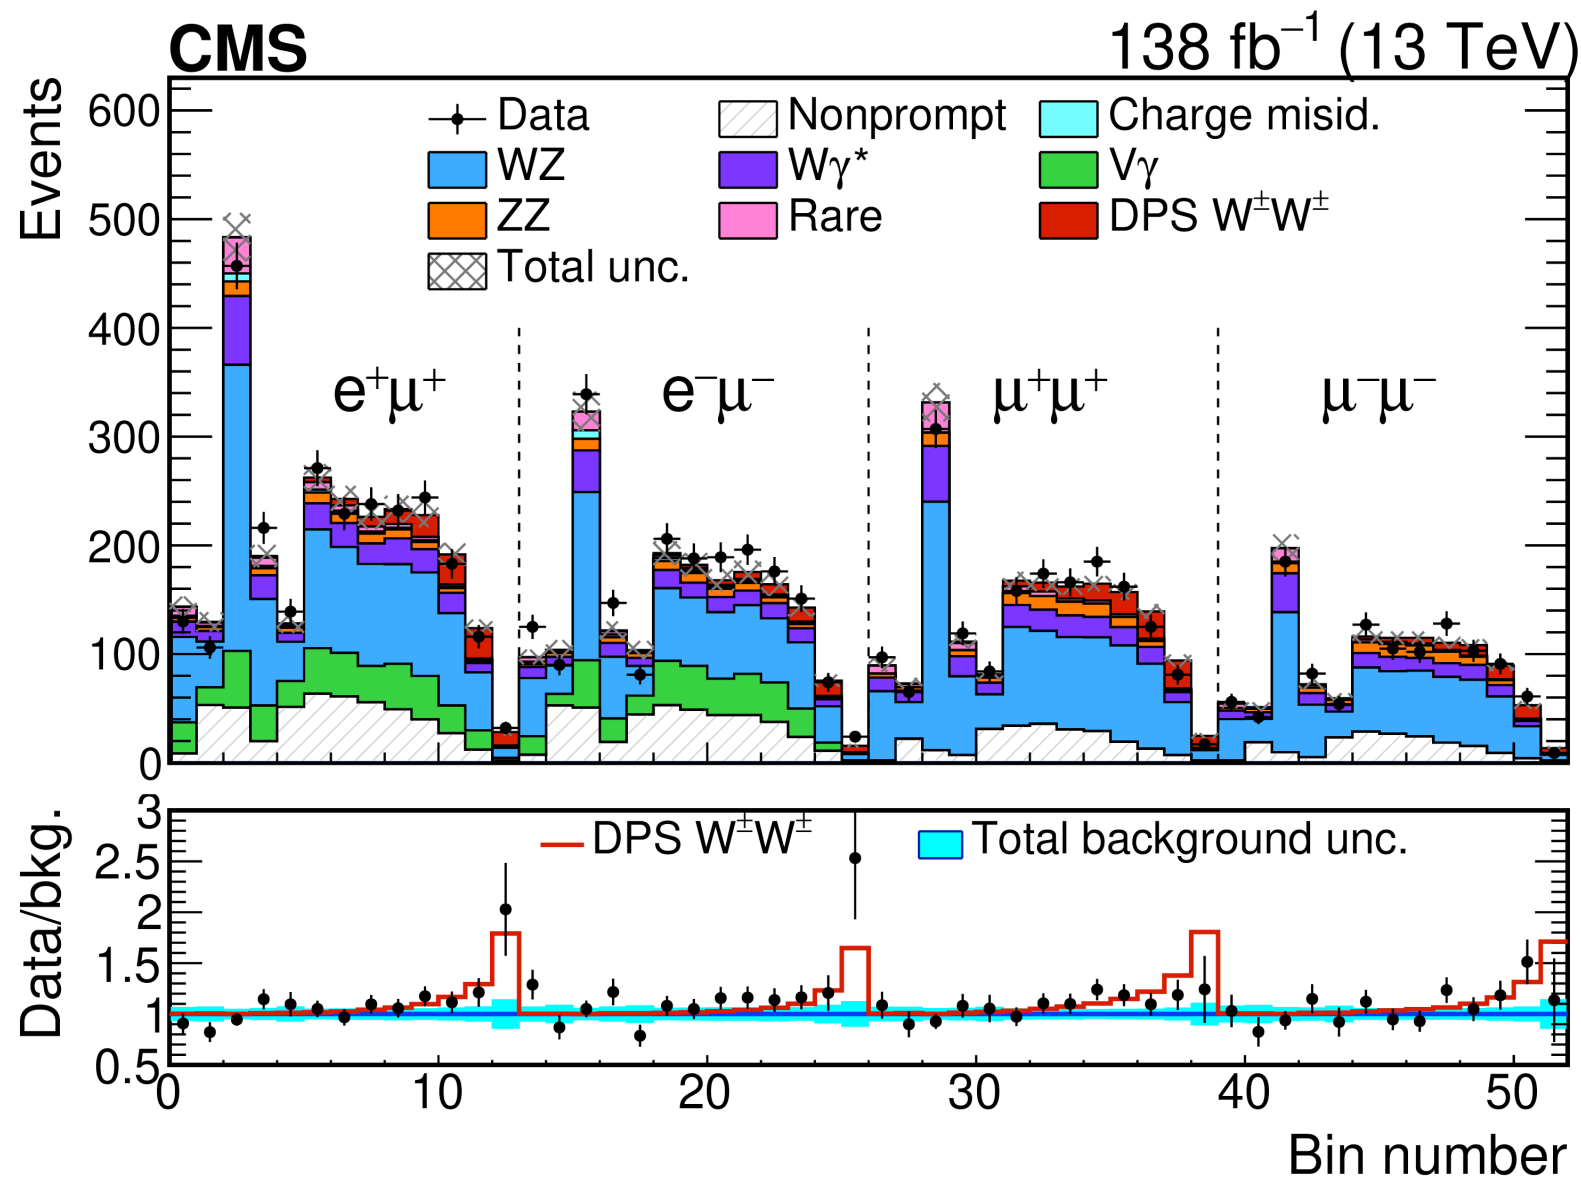 CMS 138 fb⁻¹ (13 TeV)
Events
600
500
400
300
200
100
0
Data Nonprompt Charge misid.
WZ Wγ* Vγ
ZZ Rare DPS W±W±
Total unc.
e⁺μ⁺ e⁻μ⁻ μ⁺μ⁺ μ⁻μ⁻
Data/bkg.
3
2.5
2
1.5
1
0.5
DPS W±W± Total background unc.
0 10 20 30 40 50
Bin number